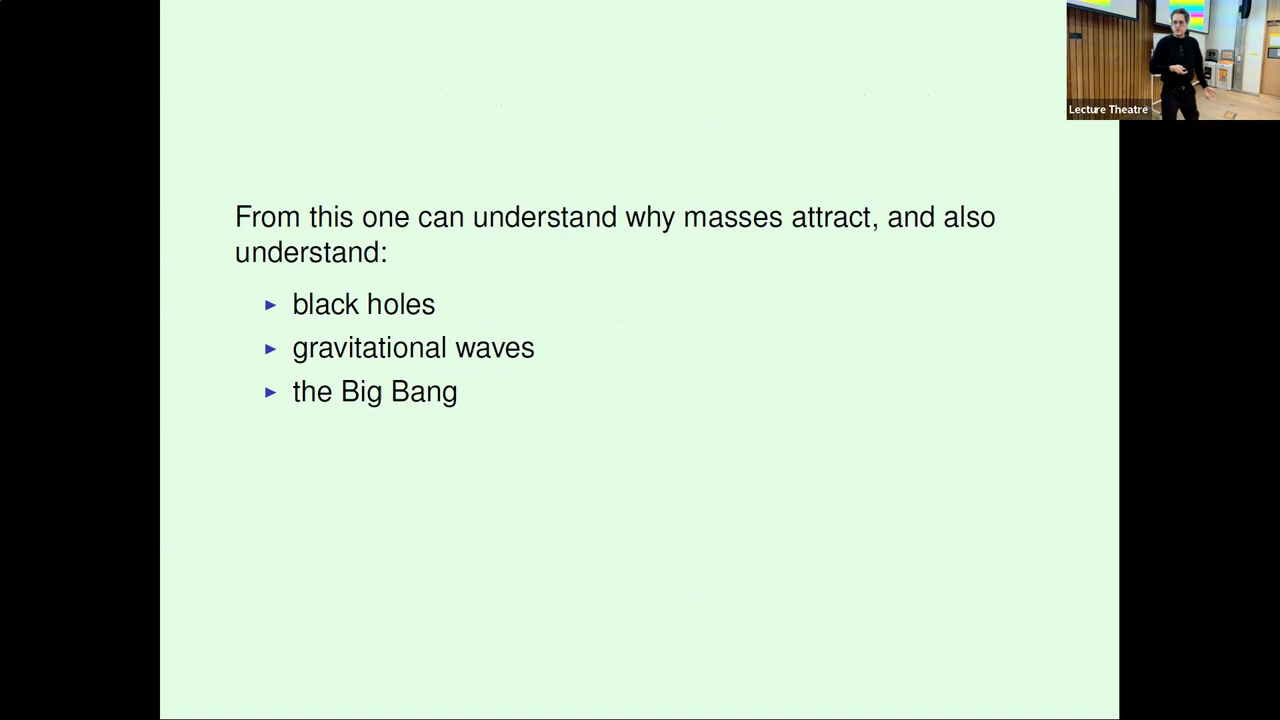 From this one can understand why masses attract, and also
understand:
black holes
gravitational waves
the Big Bang
Lecture Theatre